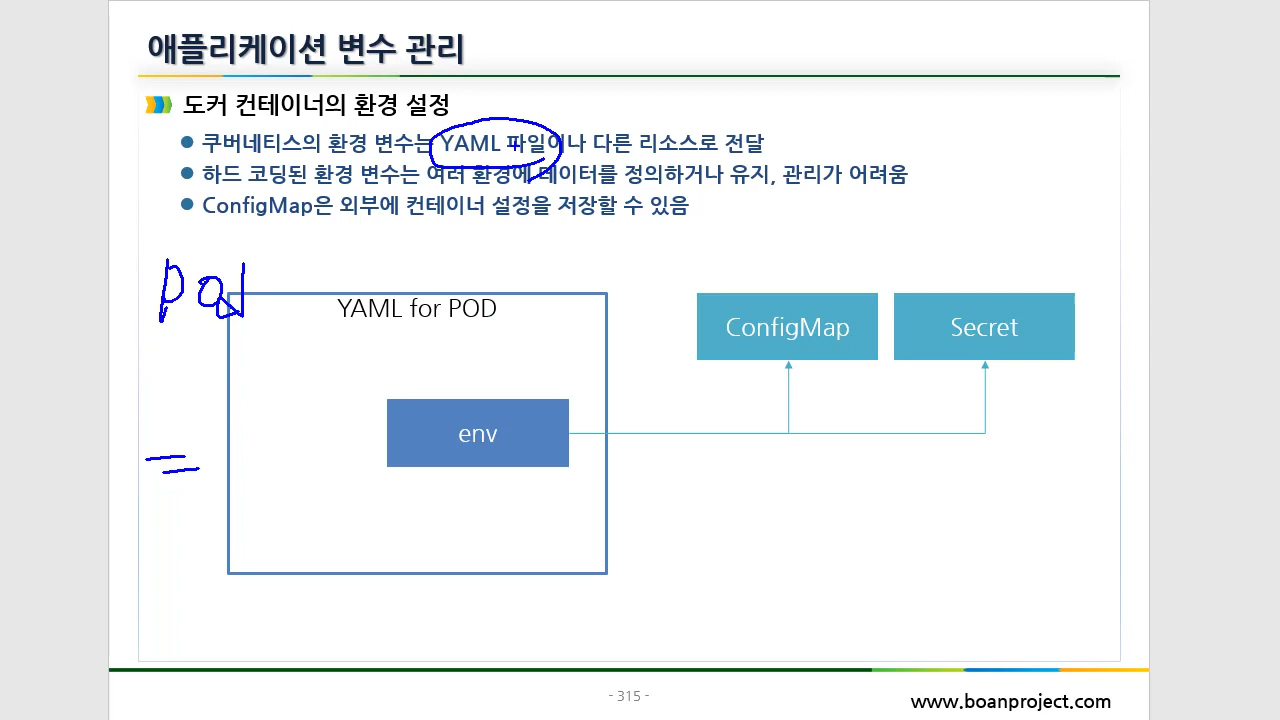 애플리케이션 변수 관리
도커 컨테이너의 환경 설정
쿠버네티스의 환경 변수는 YAML 파일이나 다른 리소스로 전달
하드 코딩된 환경 변수는 여러 환경에 데이터를 정의하거나 유지, 관리가 어려움
ConfigMap은 외부에 컨테이너 설정을 저장할 수 있음
pod
YAML for POD
ConfigMap
Secret
env
- 315 -
www.boanproject.com